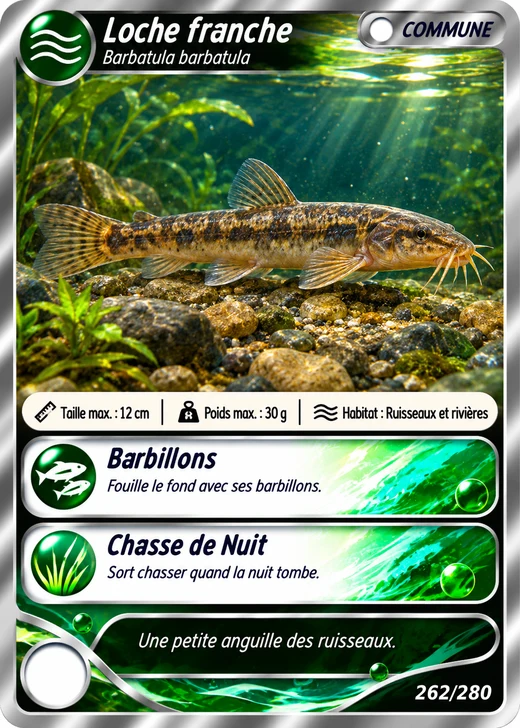 Loche franche
COMMUNE
Barbatula barbatula
Taille max. : 12 cm
Poids max. : 30 g
Habitat : Ruisseaux et rivières
Barbillons
Fouille le fond avec ses barbillons.
Chasse de Nuit
Sort chasser quand la nuit tombe.
Une petite anguille des ruisseaux.
262/280